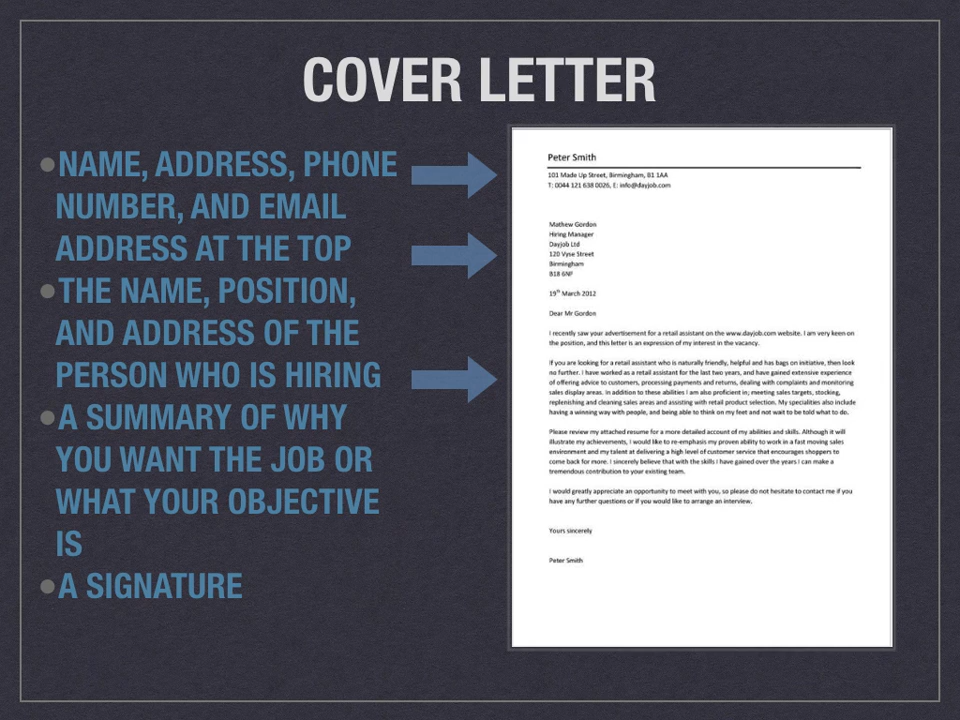 COVER LETTER
•NAME, ADDRESS, PHONE
NUMBER, AND EMAIL
ADDRESS AT THE TOP
•THE NAME, POSITION,
AND ADDRESS OF THE
PERSON WHO IS HIRING
•A SUMMARY OF WHY
YOU WANT THE JOB OR
WHAT YOUR OBJECTIVE
IS
•A SIGNATURE
Peter Smith
101 Made Up Street, Birmingham, B1 1AA
T: 0044 121 638 0026, E: info@dayjob.com
Mathew Gordon
Hiring Manager
Dayjob Ltd
120 Vyse Street
Birmingham
B18 6NF
19th March 2012
Dear Mr Gordon
I recently saw your advertisement for a retail assistant on the www.dayjob.com website. I am very keen on
the position, and this letter is an expression of my interest in the vacancy.
If you are looking for a retail assistant who is naturally friendly, helpful and has bags on initiative, then look
no further. I have worked as a retail assistant for the last two years, and have gained extensive experience
of offering advice to customers, processing payments and returns, dealing with complaints and monitoring
sales display areas. In addition to these abilities I am also proficient in; meeting sales targets, stocking,
replenishing and cleaning sales areas and assisting with retail product selection. My specialities also include
having a winning way with people, and being able to think on my feet and not wait to be told what to do.
Please review my attached resume for a more detailed account of my abilities and skills. Although it will
illustrate my achievements, I would like to re-emphasis my proven ability to work in a fast moving sales
environment and my talent at delivering a high level of customer service that encourages shoppers to
come back for more. I sincerely believe that with the skills I have gained over the years I can make a
tremendous contribution to your existing team.
I would greatly appreciate an opportunity to meet with you, so please do not hesitate to contact me if you
have any further questions or if you would like to arrange an interview.
Yours sincerely
Peter Smith